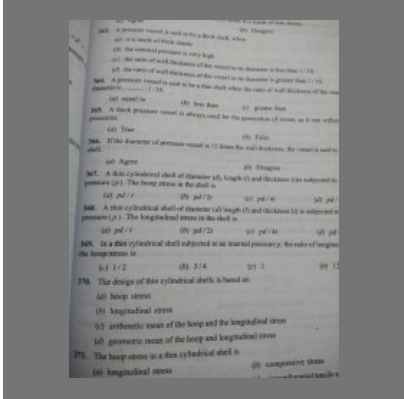 (a) Agree (b) Disagree
363. A pressure vessel is said to be a thick shell, when
(a) it is made of thick sheets
(b) the internal pressure is very high
(c) the ratio of wall thickness of the vessel to its diameter is less than 1/10.
(d) the ratio of wall thickness of the vessel to its diameter is greater than 1/10.
364. A pressure vessel is said to be a thin shell when the ratio of wall thickness of the
diameter is ............ 1/10.
(a) equal to (b) less than (c) greater than
365. A thick pressure vessel is always used for the generation of steam, as it can
pressures.
(a) True (b) False
366. If the diameter of pressure vessel is 15 times the wall thickness, the vessel is said to
shell.
(a) Agree (b) Disagree
367. A thin cylindrical shell of diameter (d), length (l) and thickness (t) is subjected to
pressure (p). The hoop stress in the shell is
(a) pd/t (b) pd/2t (c) pd/4t (d) pd
368. A thin cylindrical shell of diameter (d) length (l) and thickness (t) is subjected
pressure (p). The longitudinal stress in the shell is
(a) pd/t (b) pd/2t (c) pd/4t (d) pd
369. In a thin cylindrical shell subjected to an internal pressure p, the ratio of
the hoop stress is
1/2 (b) 3/4 (c) 1
370. The design of thin cylindrical shells is based on
(a) hoop stress
(b) longitudinal stress
(c) arithmetic mean of the hoop and the longitudinal stress
(d) geometric mean of the hoop and longitudinal stress
371. The hoop stress in a thin cylindrical shell is
(a) longitudinal stress (b) compressive stress